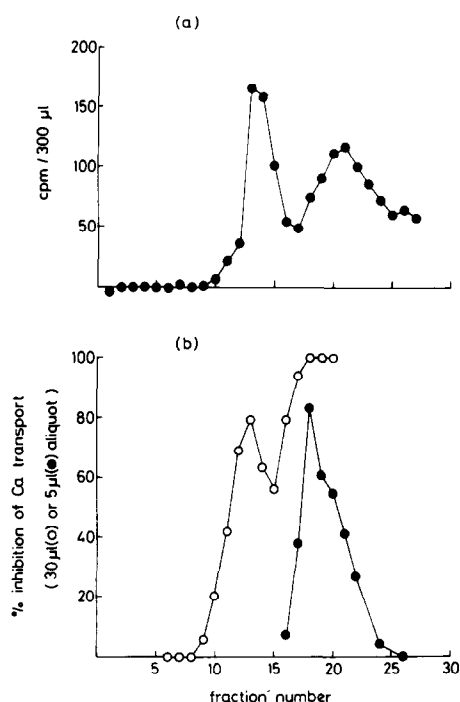 (a)
200
150
100
50
cpm / 300 µl
(b)
100
80
60
40
20
% inhibition of Ca transport
( 30 µl(o) or 5 µl(●) aliquot )
5 10 15 20 25 30
fraction number